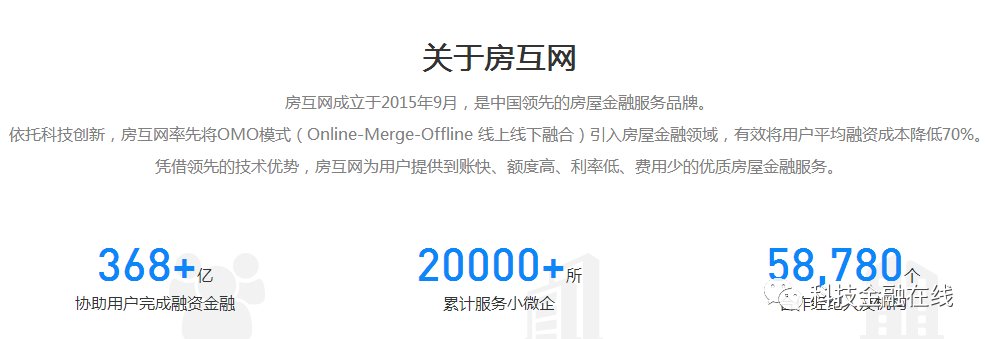 关于房互网
房互网成立于2015年9月，是中国领先的房屋金融服务品牌。
依托科技创新，房互网率先将OMO模式（Online-Merge-Offline 线上线下融合）引入房屋金融领域，有效将用户平均融资成本降低70%。
凭借领先的技术优势，房互网为用户提供到账快、额度高、利率低、费用少的优质房屋金融服务。
368+亿
20000+所
58,780个
协助用户完成融资金融
累计服务小微企
科技金融在线